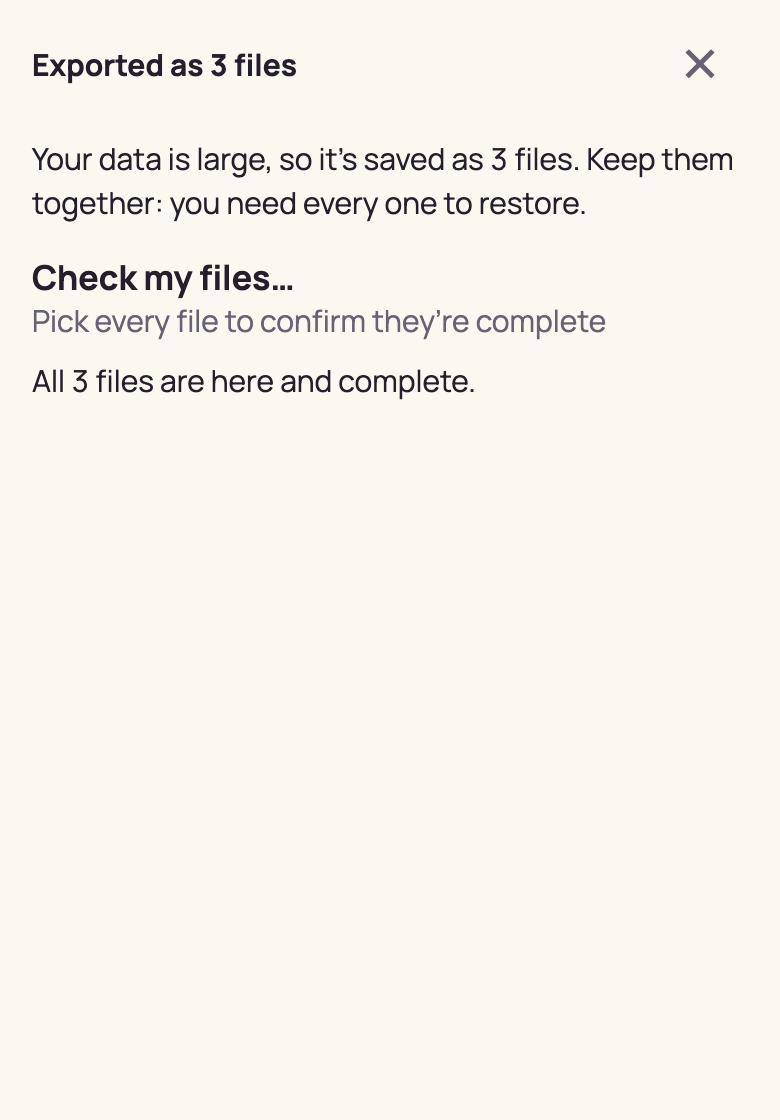 Exported as 3 files
Your data is large, so it’s saved as 3 files. Keep them
together: you need every one to restore.
Check my files…
Pick every file to confirm they’re complete
All 3 files are here and complete.